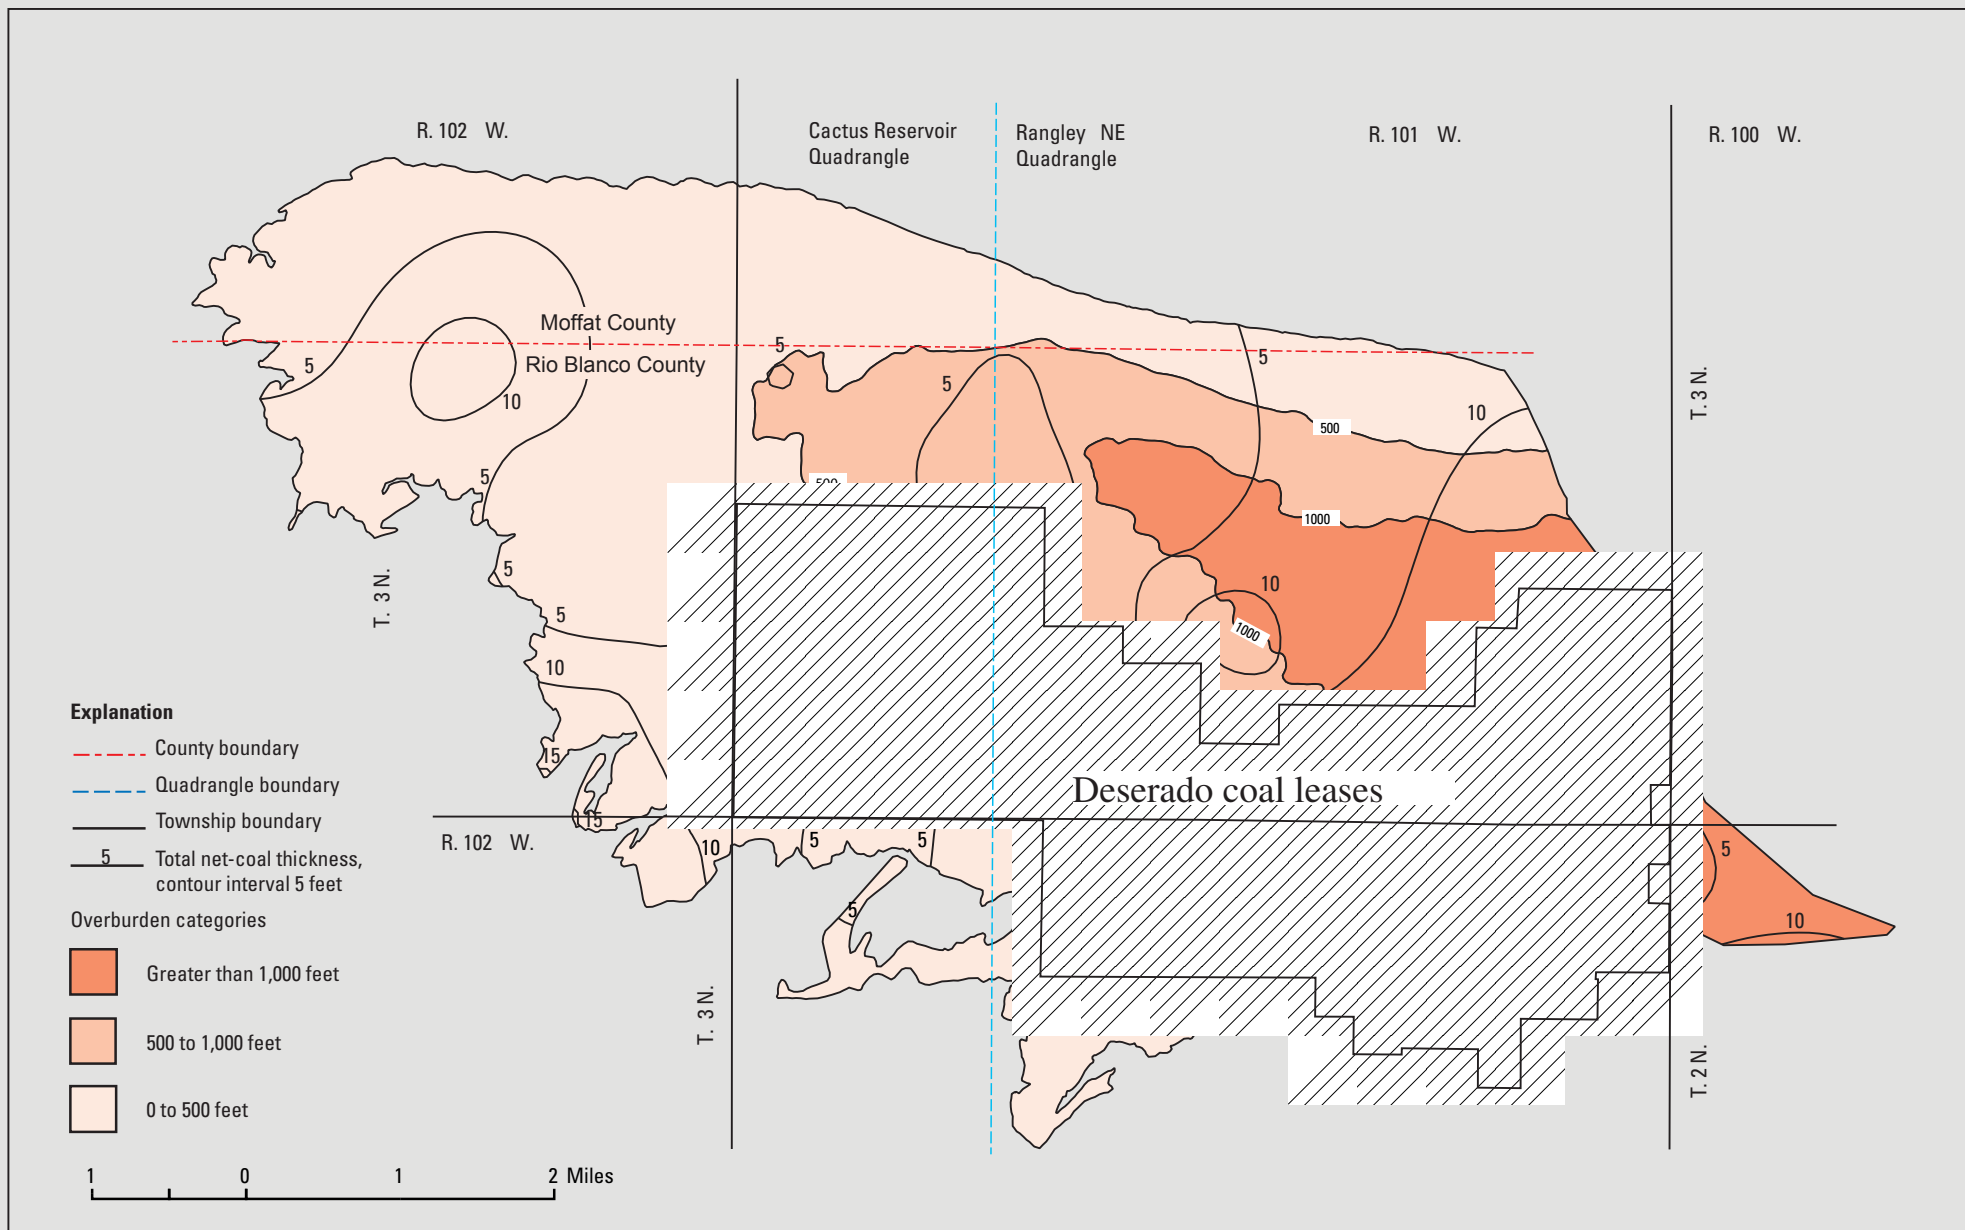 R. 102 W.
Cactus Reservoir
Quadrangle
Rangley NE
Quadrangle
R. 101 W.
R. 100 W.
Moffat County
Rio Blanco County
5
5
5
5
10
10
5
T. 3 N.
500
5
500
1000
5
T. 3 N.
10
5
1000
10
Explanation
County boundary
Quadrangle boundary
Township boundary
5
Total net-coal thickness,
contour interval 5 feet
15
15
Deserado coal leases
R. 102 W.
10
5
5
5
5
10
Overburden categories
Greater than 1,000 feet
500 to 1,000 feet
0 to 500 feet
T. 3 N.
T. 2 N.
1 0 1 2 Miles